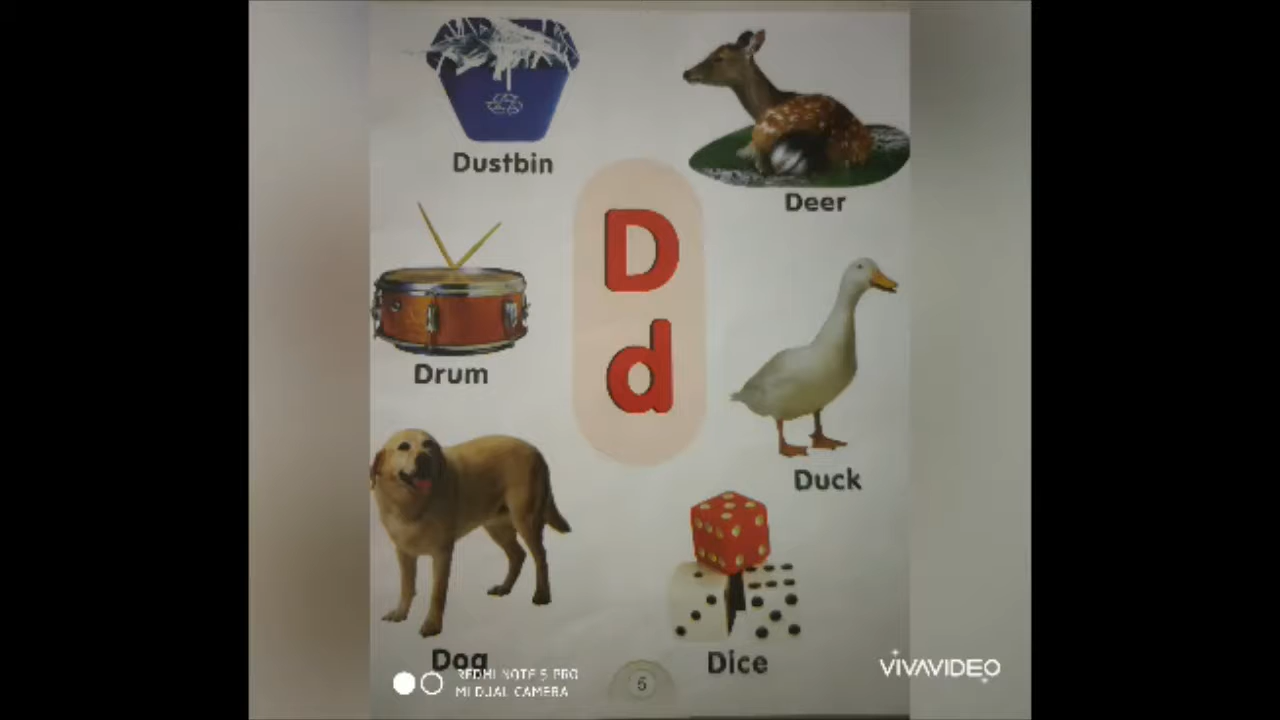 Dustbin
Deer
D
d
Drum
Duck
Dog
Dice
REDMI NOTE 5 PRO
MI DUAL CAMERA
5
VIVAVIDEO